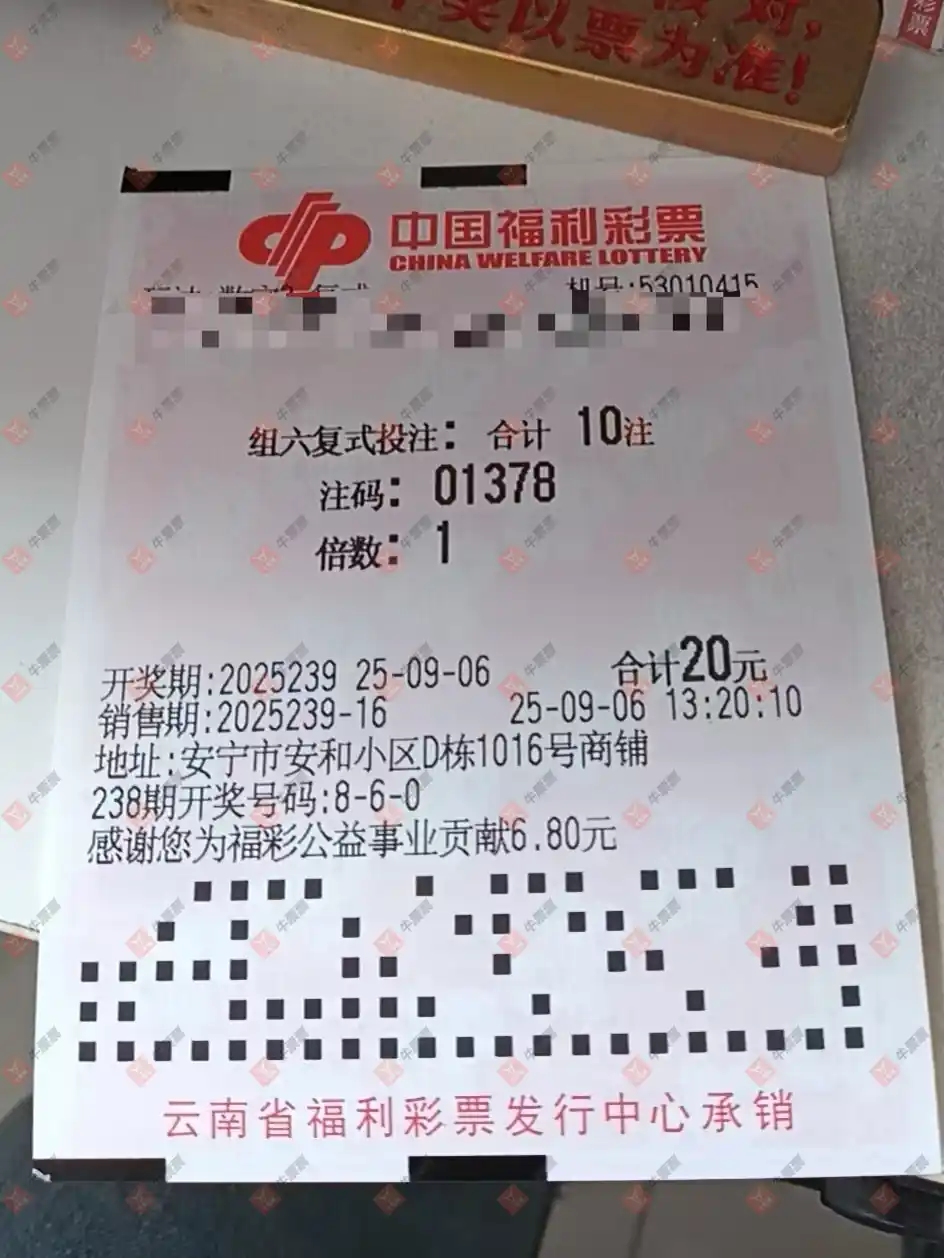 对,
奖以票为准!
彩票
中国福利彩票
CHINA WELFARE LOTTERY
机号:53010415
组六复式投注: 合计 10注
注码: 01378
倍数: 1
开奖期:2025239 25-09-06 合计20元
销售期:2025239-16 25-09-06 13:20:10
地址:安宁市安和小区D栋1016号商铺
238期开奖号码:8-6-0
感谢您为福彩公益事业贡献6.80元
云南省福利彩票发行中心承销
牛票票